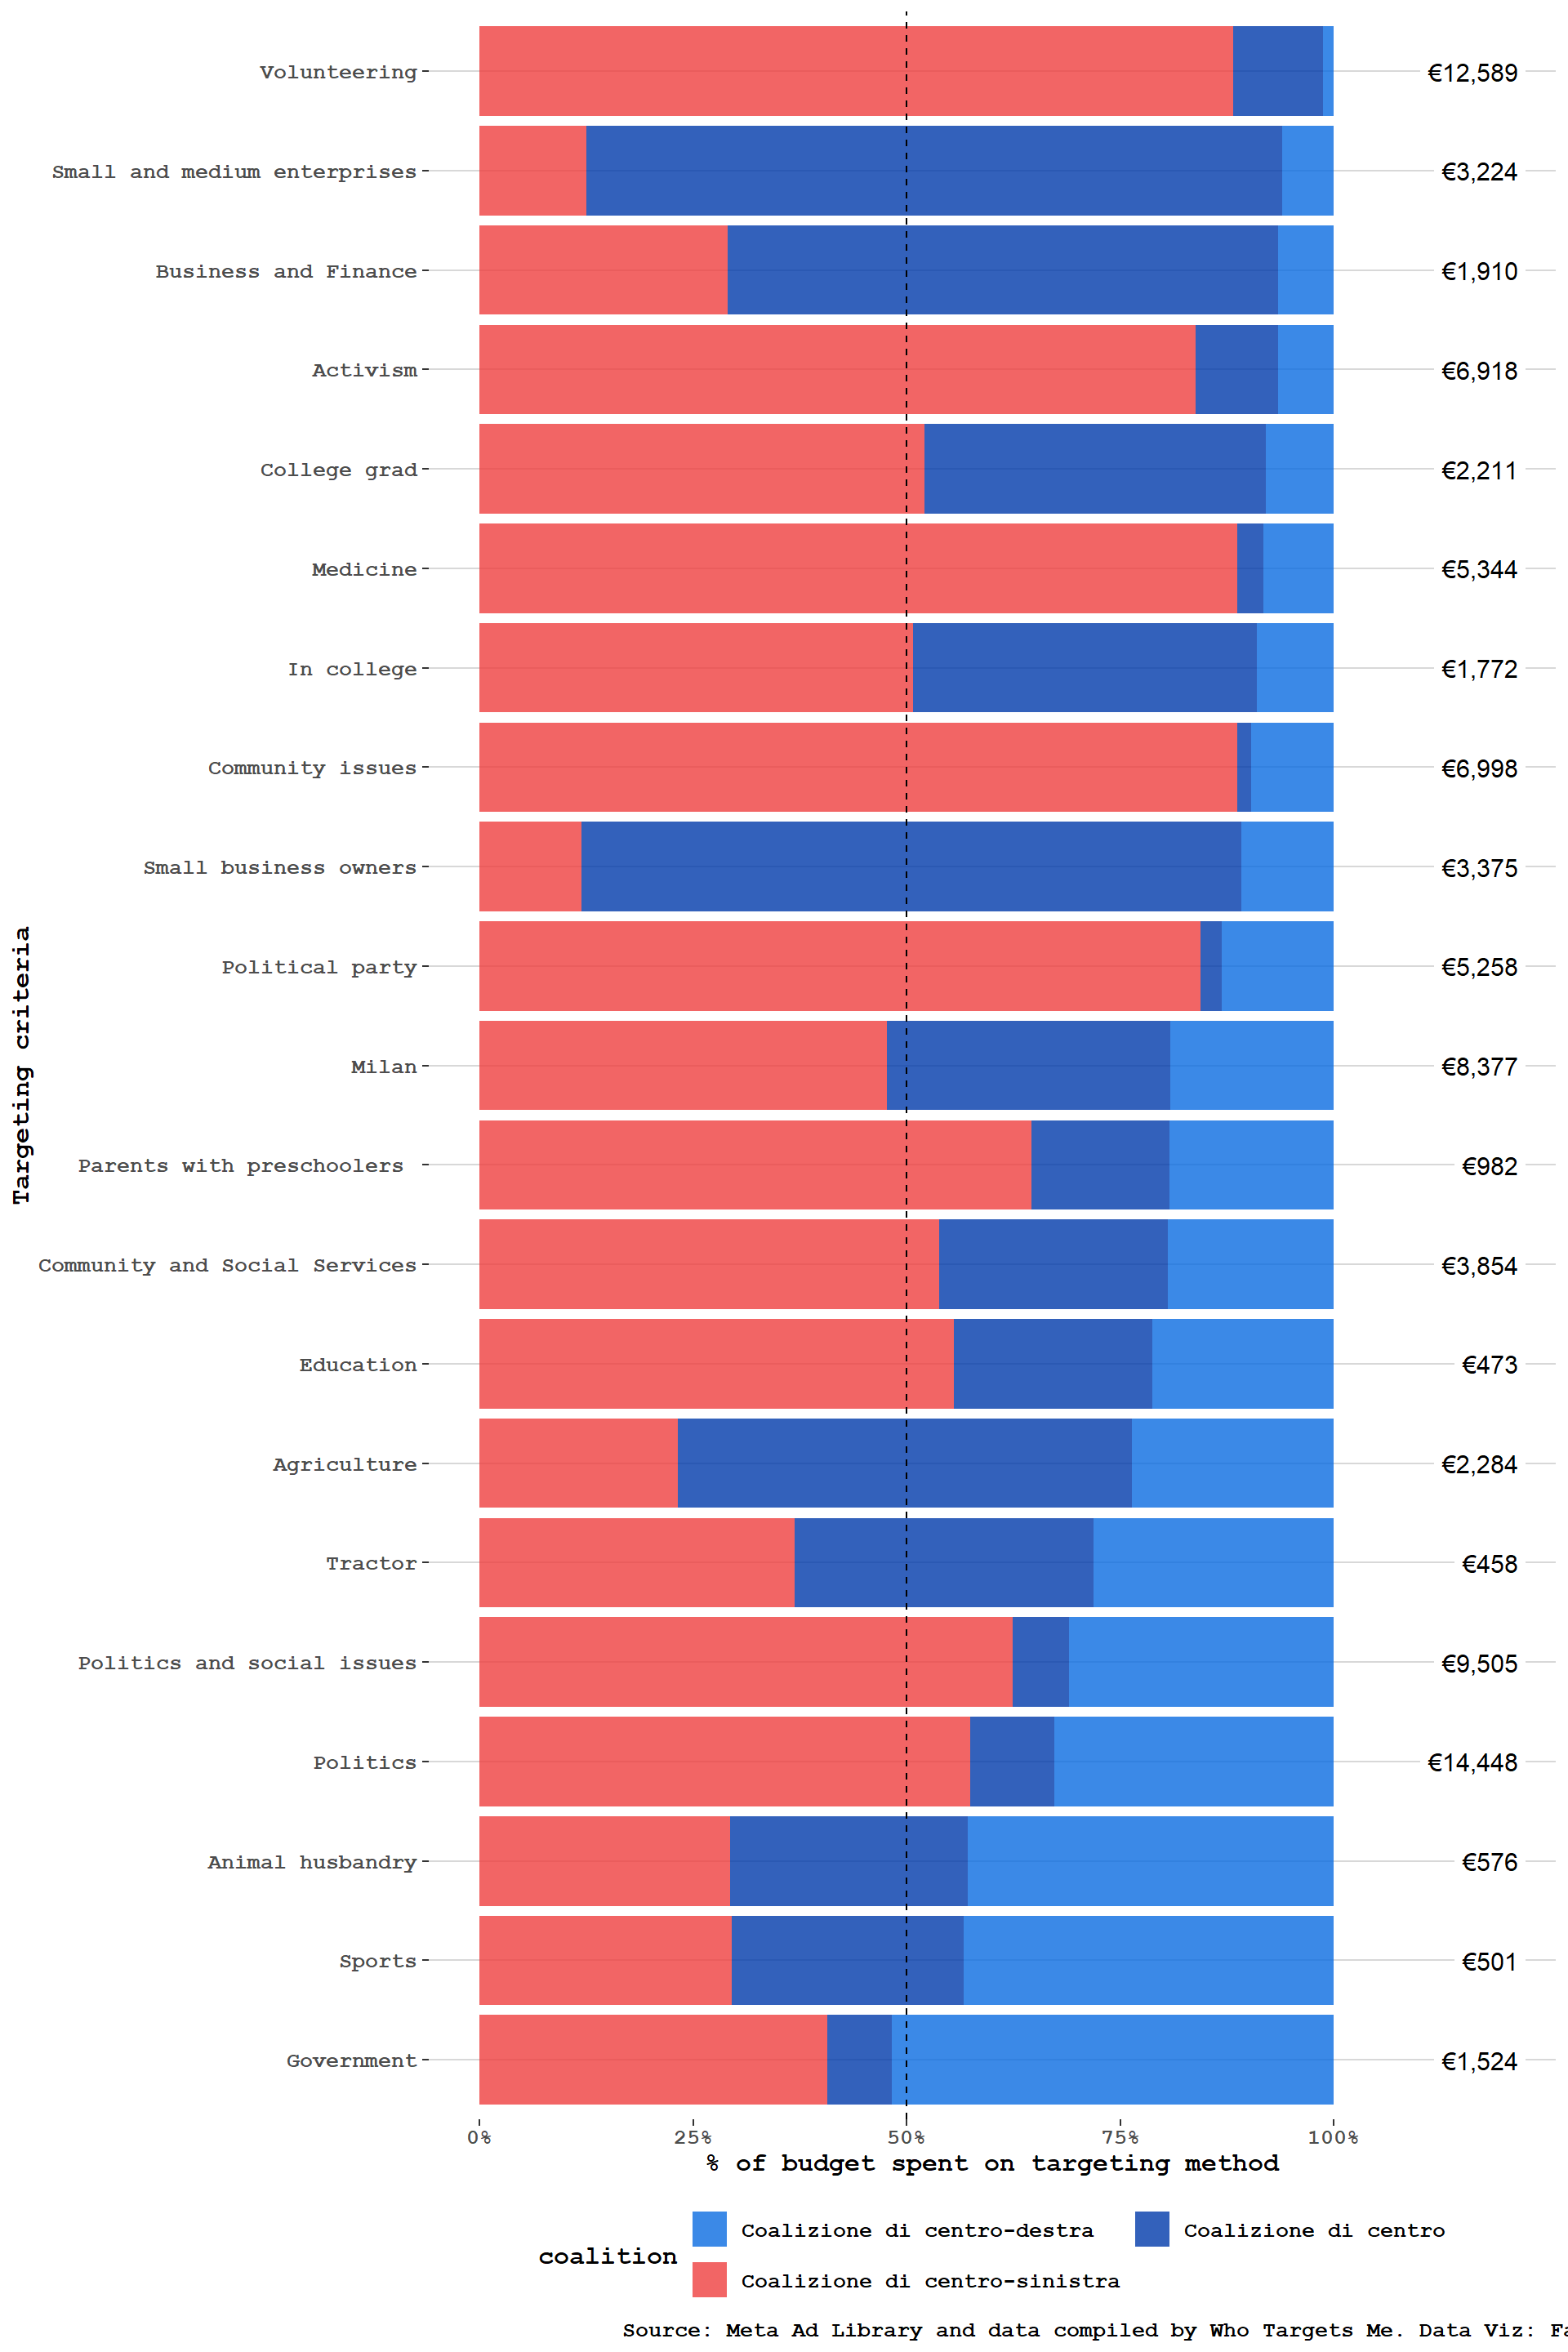 Volunteering €12,589
Small and medium enterprises €3,224
Business and Finance €1,910
Activism €6,918
College grad €2,211
Medicine €5,344
In college €1,772
Community issues €6,998
Small business owners €3,375
Political party €5,258
Milan €8,377
Parents with preschoolers €982
Community and Social Services €3,854
Education €473
Agriculture €2,284
Tractor €458
Politics and social issues €9,505
Politics €14,448
Animal husbandry €576
Sports €501
Government €1,524
Targeting criteria
0% 25% 50% 75% 100%
% of budget spent on targeting method
coalition
Coalizione di centro-destra Coalizione di centro
Coalizione di centro-sinistra
Source: Meta Ad Library and data compiled by Who Targets Me. Data Viz: